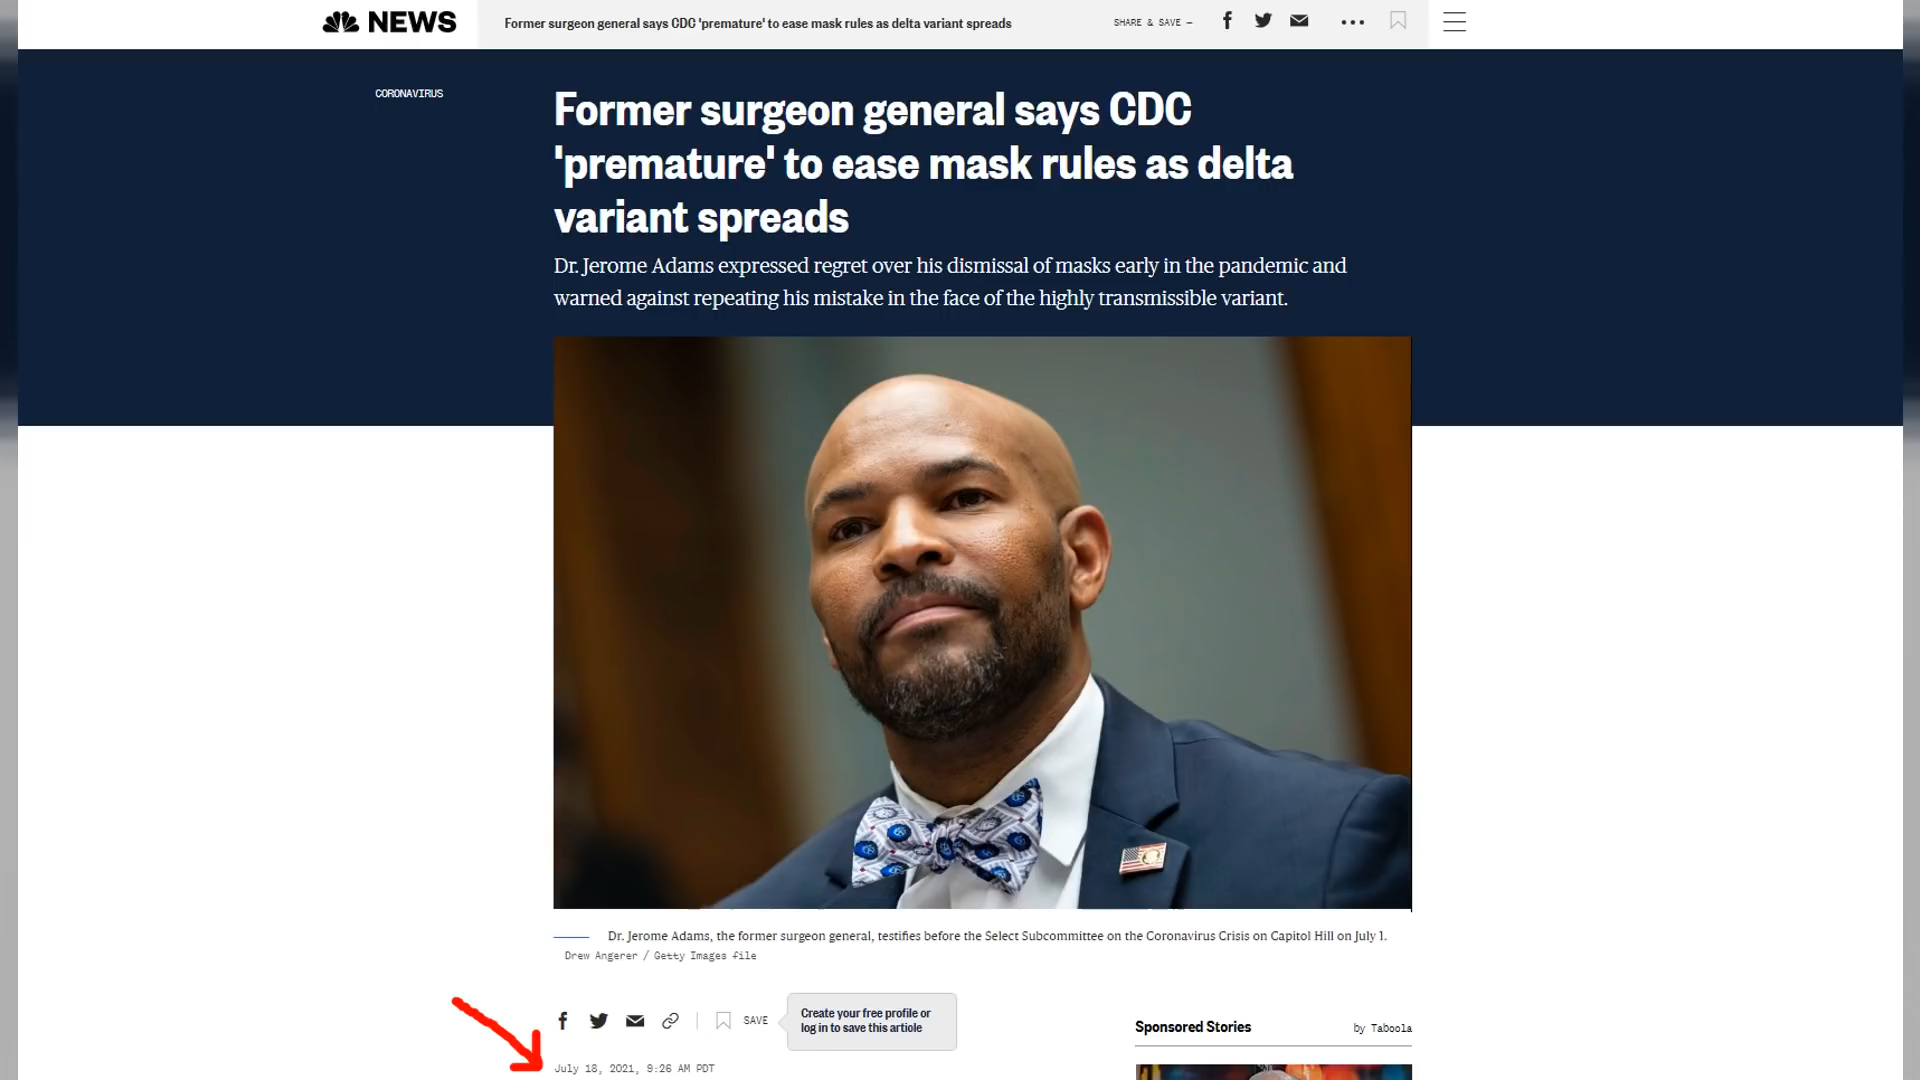 NEWS
Former surgeon general says CDC 'premature' to ease mask rules as delta variant spreads
SHARE & SAVE —
CORONAVIRUS
Former surgeon general says CDC
'premature' to ease mask rules as delta
variant spreads
Dr. Jerome Adams expressed regret over his dismissal of masks early in the pandemic and
warned against repeating his mistake in the face of the highly transmissible variant.
Dr. Jerome Adams, the former surgeon general, testifies before the Select Subcommittee on the Coronavirus Crisis on Capitol Hill on July 1.
Drew Angerer / Getty Images file
SAVE
Create your free profile or
log in to save this article
Sponsored Stories
by Taboola
July 18, 2021, 9:26 AM PDT